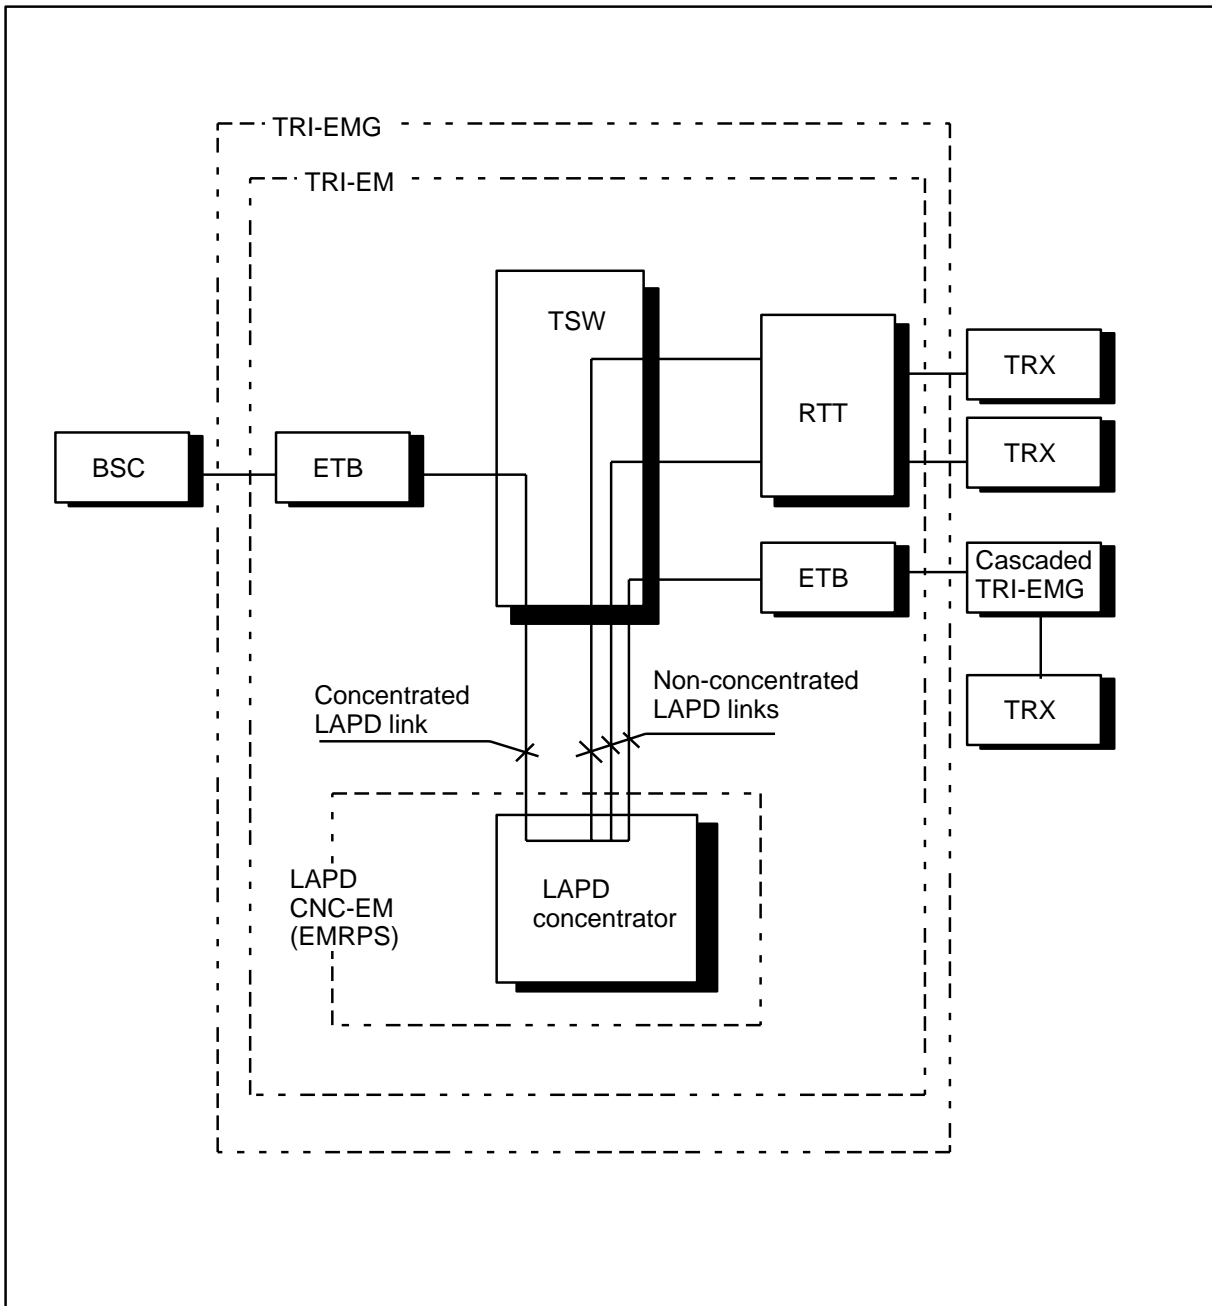 TRI-EMG
TRI-EM
TSW
RTT
TRX
TRX
BSC
ETB
ETB
Cascaded
TRI-EMG
TRX
Concentrated
LAPD link
Non-concentrated
LAPD links
LAPD
CNC-EM
(EMRPS)
LAPD
concentrator